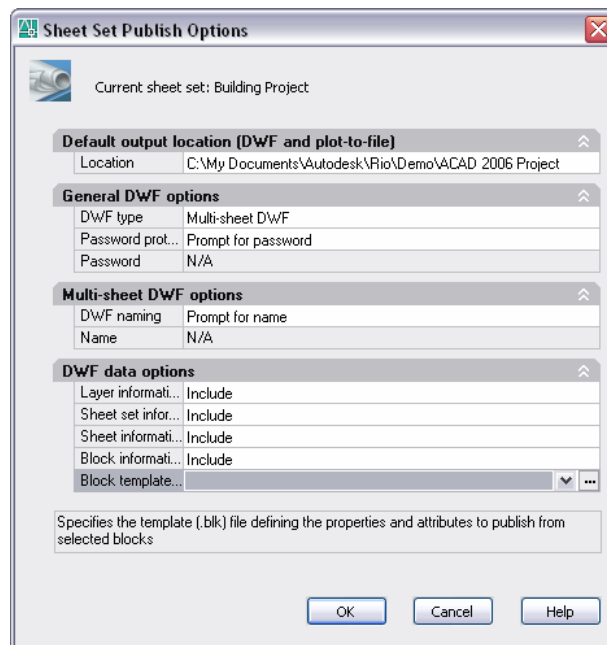 Sheet Set Publish Options
Current sheet set: Building Project
Default output location (DWF and plot-to-file)
Location C:\My Documents\Autodesk\Rio\Demo\ACAD 2006 Project
General DWF options
DWF type Multi-sheet DWF
Password prot... Prompt for password
Password N/A
Multi-sheet DWF options
DWF naming Prompt for name
Name N/A
DWF data options
Layer informati... Include
Sheet set infor... Include
Sheet informati... Include
Block informati... Include
Block template...
...
Specifies the template (.blk) file defining the properties and attributes to publish from
selected blocks
OK Cancel Help